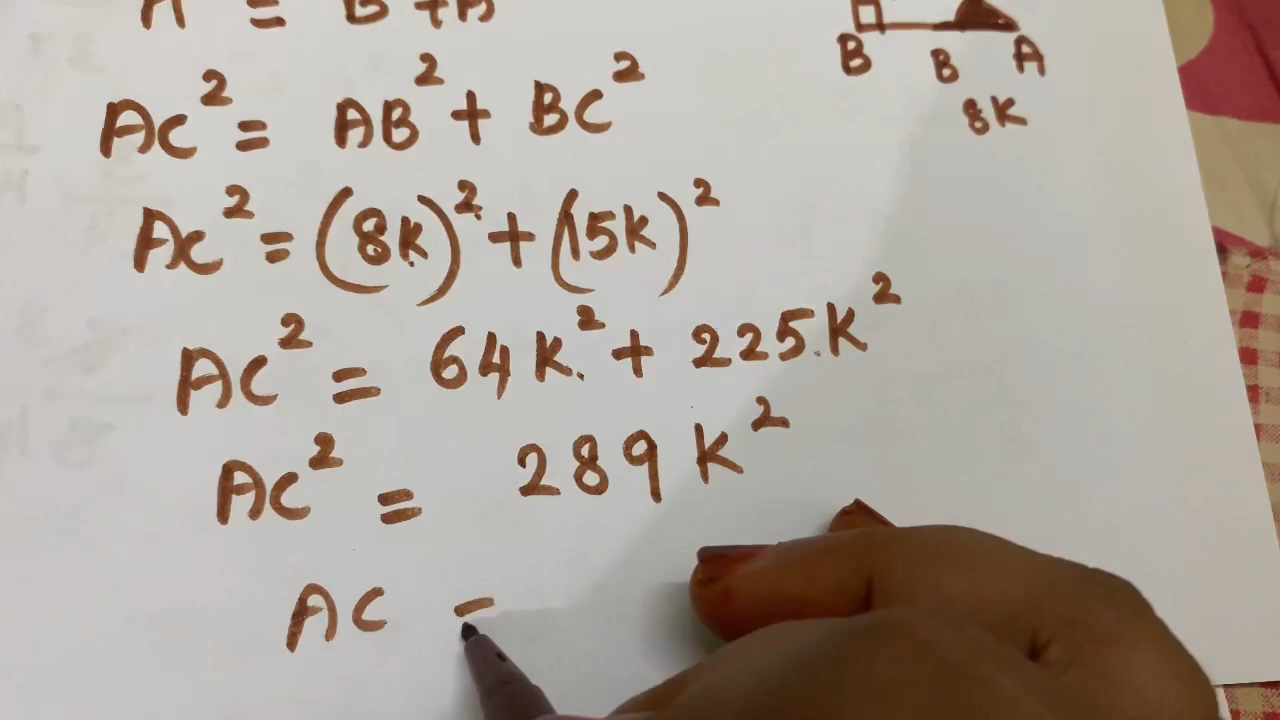 B B A
8K
AC² = AB² + BC²
AC² = (8K)² + (15K)²
AC² = 64K² + 225K²
AC² = 289K²
AC =